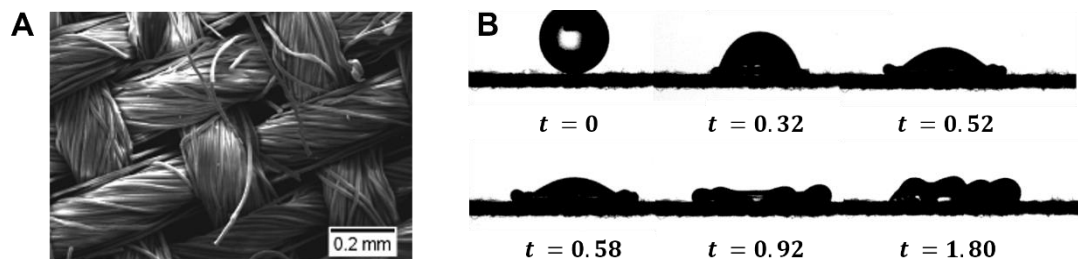 A
B
t = 0
t = 0.32
t = 0.52
0.2 mm
t = 0.58
t = 0.92
t = 1.80